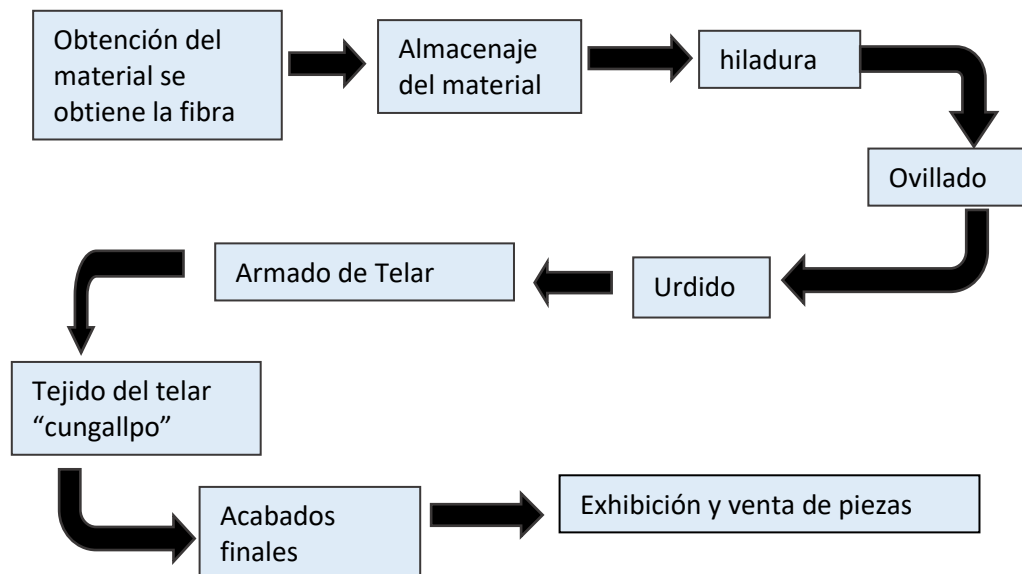 Obtención del
material se
obtiene la fibra
Almacenaje
del material
hiladura
Ovillado
Urdido
Armado de Telar
Tejido del telar
“cungallpo”
Acabados
finales
Exhibición y venta de piezas